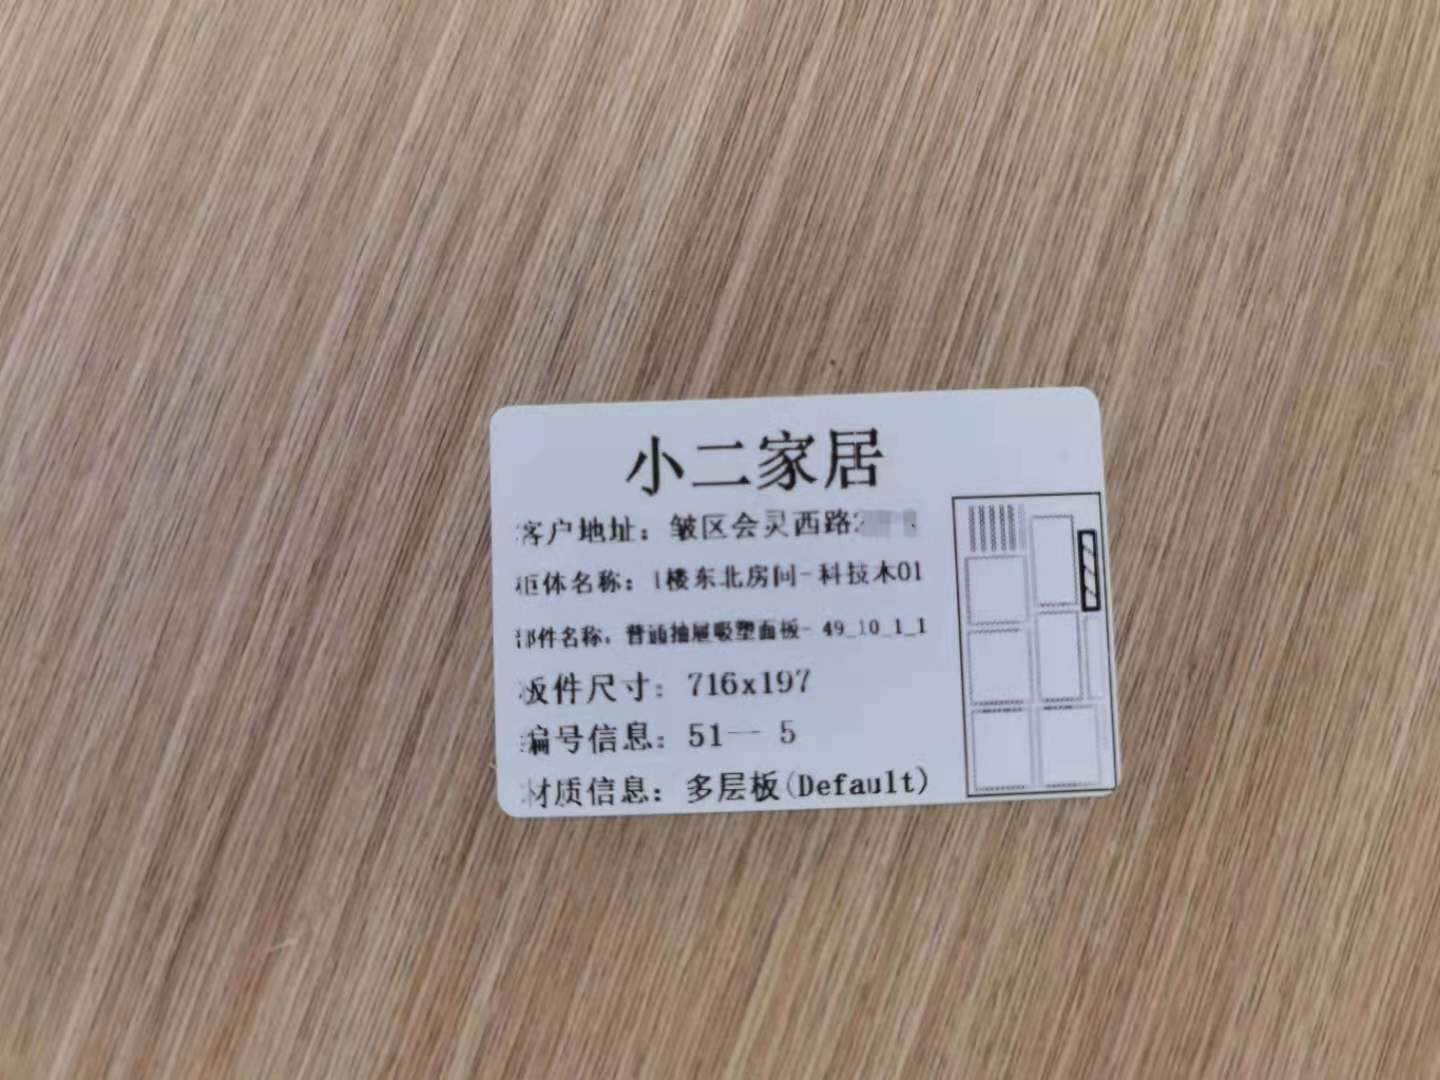 小二家居
客户地址：皱区会灵西路
柜体名称：1楼东北房间-科技木01
部件名称：普通抽屉吸塑面板- 49_10_1_1
板件尺寸：716x197
编号信息：51— 5
材质信息：多层板(Default)